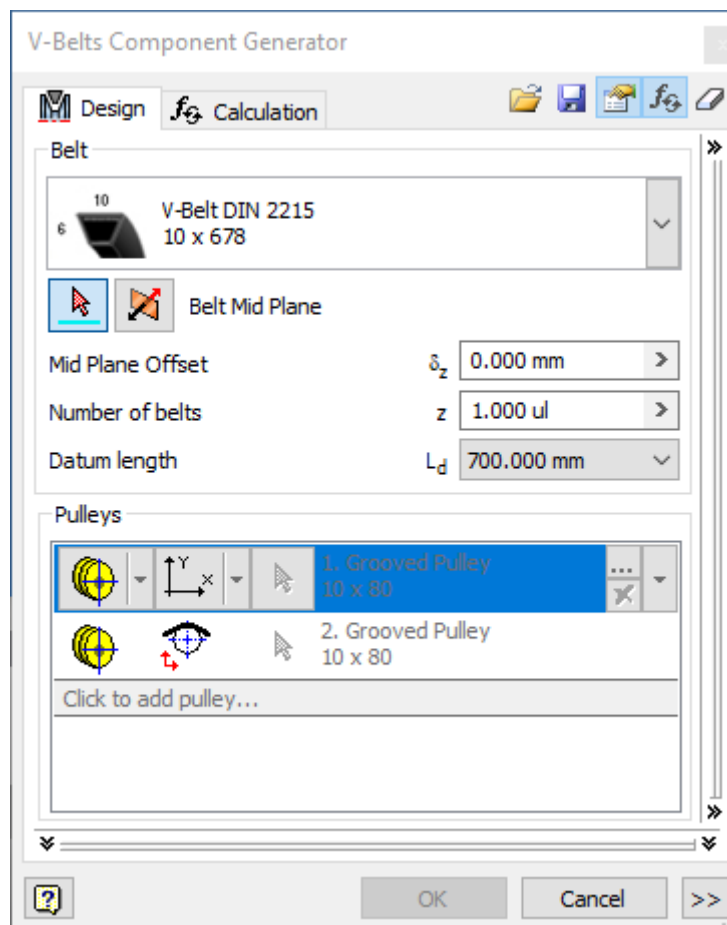 V-Belts Component Generator
Design
Calculation
Belt
10
6
V-Belt DIN 2215
10 x 678
Belt Mid Plane
Mid Plane Offset δz 0.000 mm
Number of belts z 1.000 ul
Datum length Ld 700.000 mm
Pulleys
1. Grooved Pulley
10 x 80
...
2. Grooved Pulley
10 x 80
Click to add pulley...
OK
Cancel
>>